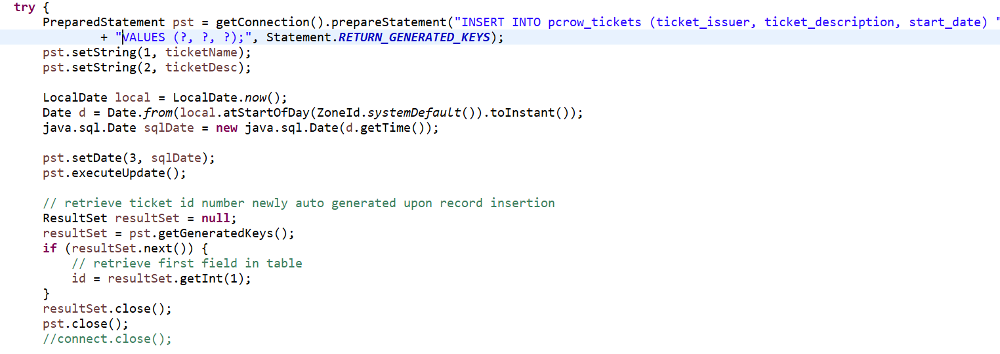 try {
PreparedStatement pst = getConnection().prepareStatement("INSERT INTO pcrow_tickets (ticket_issuer, ticket_description, start_date) "
+ "VALUES (?, ?, ?);", Statement.RETURN_GENERATED_KEYS);
pst.setString(1, ticketName);
pst.setString(2, ticketDesc);
LocalDate local = LocalDate.now();
Date d = Date.from(local.atStartOfDay(ZoneId.systemDefault()).toInstant());
java.sql.Date sqlDate = new java.sql.Date(d.getTime());
pst.setDate(3, sqlDate);
pst.executeUpdate();
// retrieve ticket id number newly auto generated upon record insertion
ResultSet resultSet = null;
resultSet = pst.getGeneratedKeys();
if (resultSet.next()) {
// retrieve first field in table
id = resultSet.getInt(1);
}
resultSet.close();
pst.close();
//connect.close();